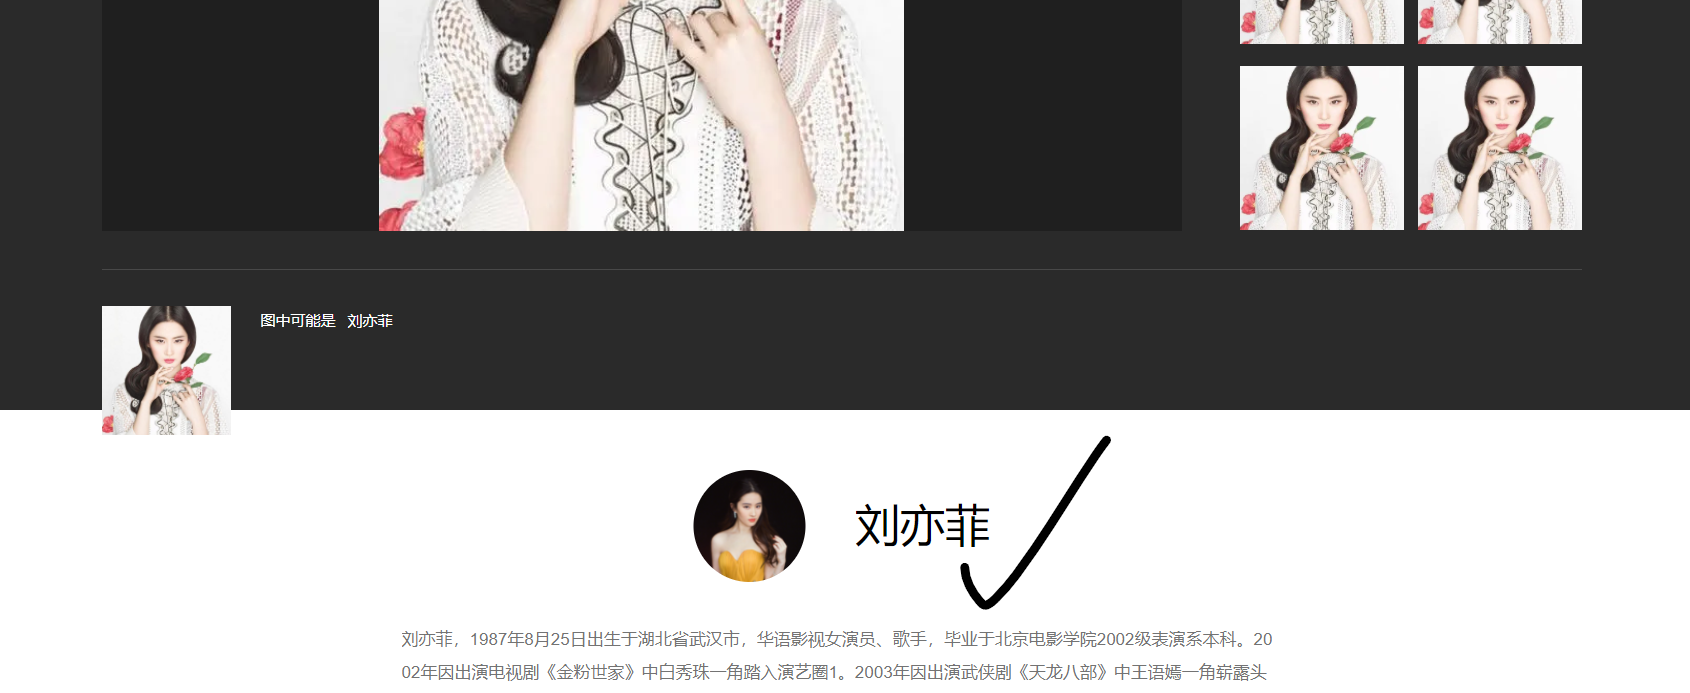 图中可能是 刘亦菲
刘亦菲
刘亦菲，1987年8月25日出生于湖北省武汉市，华语影视女演员、歌手，毕业于北京电影学院2002级表演系本科。20
02年因出演电视剧《金粉世家》中白秀珠一角踏入演艺圈1。2003年因出演武侠剧《天龙八部》中王语嫣一角崭露头